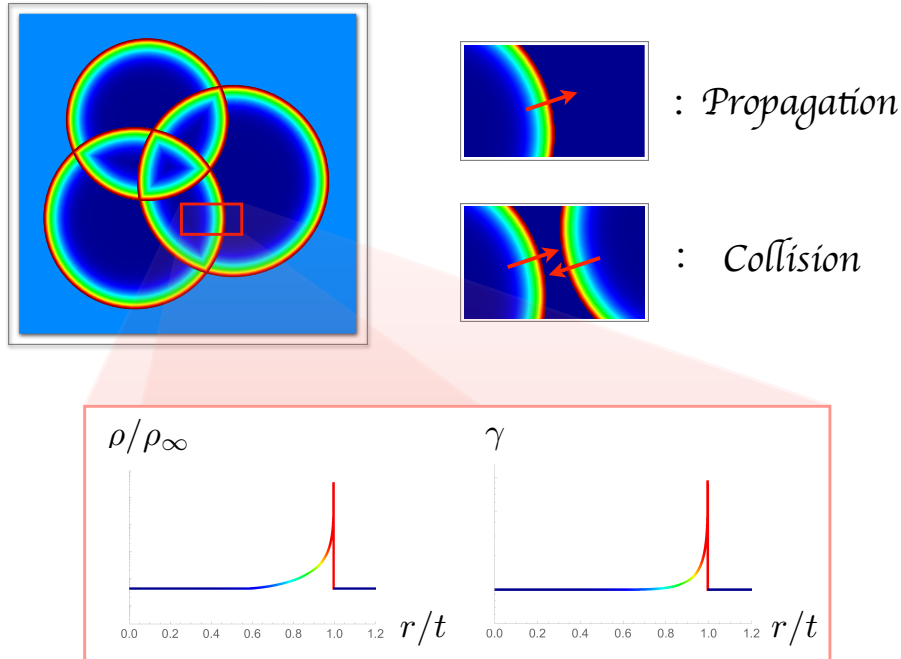 : Propagation
: Collision
ρ/ρ∞
γ
0.0 0.2 0.4 0.6 0.8 1.0 1.2 r/t
0.0 0.2 0.4 0.6 0.8 1.0 1.2 r/t